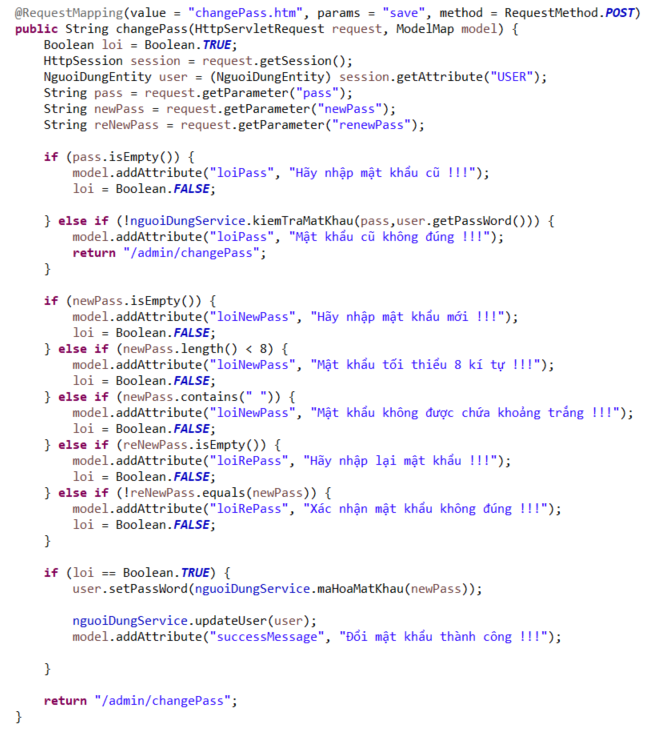 @RequestMapping(value = "changePass.htm", params = "save", method = RequestMethod.POST)
public String changePass(HttpServletRequest request, ModelMap model) {
    Boolean loi = Boolean.TRUE;
    HttpSession session = request.getSession();
    NguoiDungEntity user = (NguoiDungEntity) session.getAttribute("USER");
    String pass = request.getParameter("pass");
    String newPass = request.getParameter("newPass");
    String reNewPass = request.getParameter("renewPass");

    if (pass.isEmpty()) {
        model.addAttribute("loiPass", "Hãy nhập mật khẩu cũ !!!");
        loi = Boolean.FALSE;

    } else if (!nguoiDungService.kiemTraMatKhau(pass,user.getPassWord())) {
        model.addAttribute("loiPass", "Mật khẩu cũ không đúng !!!");
        return "/admin/changePass";
    }

    if (newPass.isEmpty()) {
        model.addAttribute("loiNewPass", "Hãy nhập mật khẩu mới !!!");
        loi = Boolean.FALSE;
    } else if (newPass.length() < 8) {
        model.addAttribute("loiNewPass", "Mật khẩu tối thiểu 8 kí tự !!!");
        loi = Boolean.FALSE;
    } else if (newPass.contains(" ")) {
        model.addAttribute("loiNewPass", "Mật khẩu không được chứa khoảng trắng !!!");
        loi = Boolean.FALSE;
    } else if (reNewPass.isEmpty()) {
        model.addAttribute("loiRePass", "Hãy nhập lại mật khẩu !!!");
        loi = Boolean.FALSE;
    } else if (!reNewPass.equals(newPass)) {
        model.addAttribute("loiRePass", "Xác nhận mật khẩu không đúng !!!");
        loi = Boolean.FALSE;
    }

    if (loi == Boolean.TRUE) {
        user.setPassWord(nguoiDungService.maHoaMatKhau(newPass));

        nguoiDungService.updateUser(user);
        model.addAttribute("successMessage", "Đổi mật khẩu thành công !!!");

    }

    return "/admin/changePass";
}